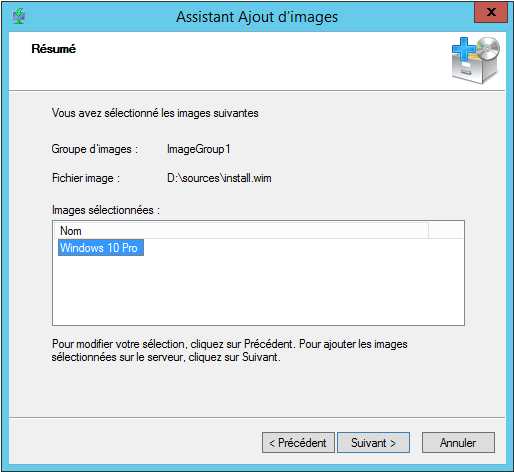 Assistant Ajout d'images
Résumé
Vous avez sélectionné les images suivantes
Groupe d'images : ImageGroup1
Fichier image : D:\sources\install.wim
Images sélectionnées :
Nom
Windows 10 Pro
Pour modifier votre sélection, cliquez sur Précédent. Pour ajouter les images
sélectionnées sur le serveur, cliquez sur Suivant.
< Précédent Suivant > Annuler